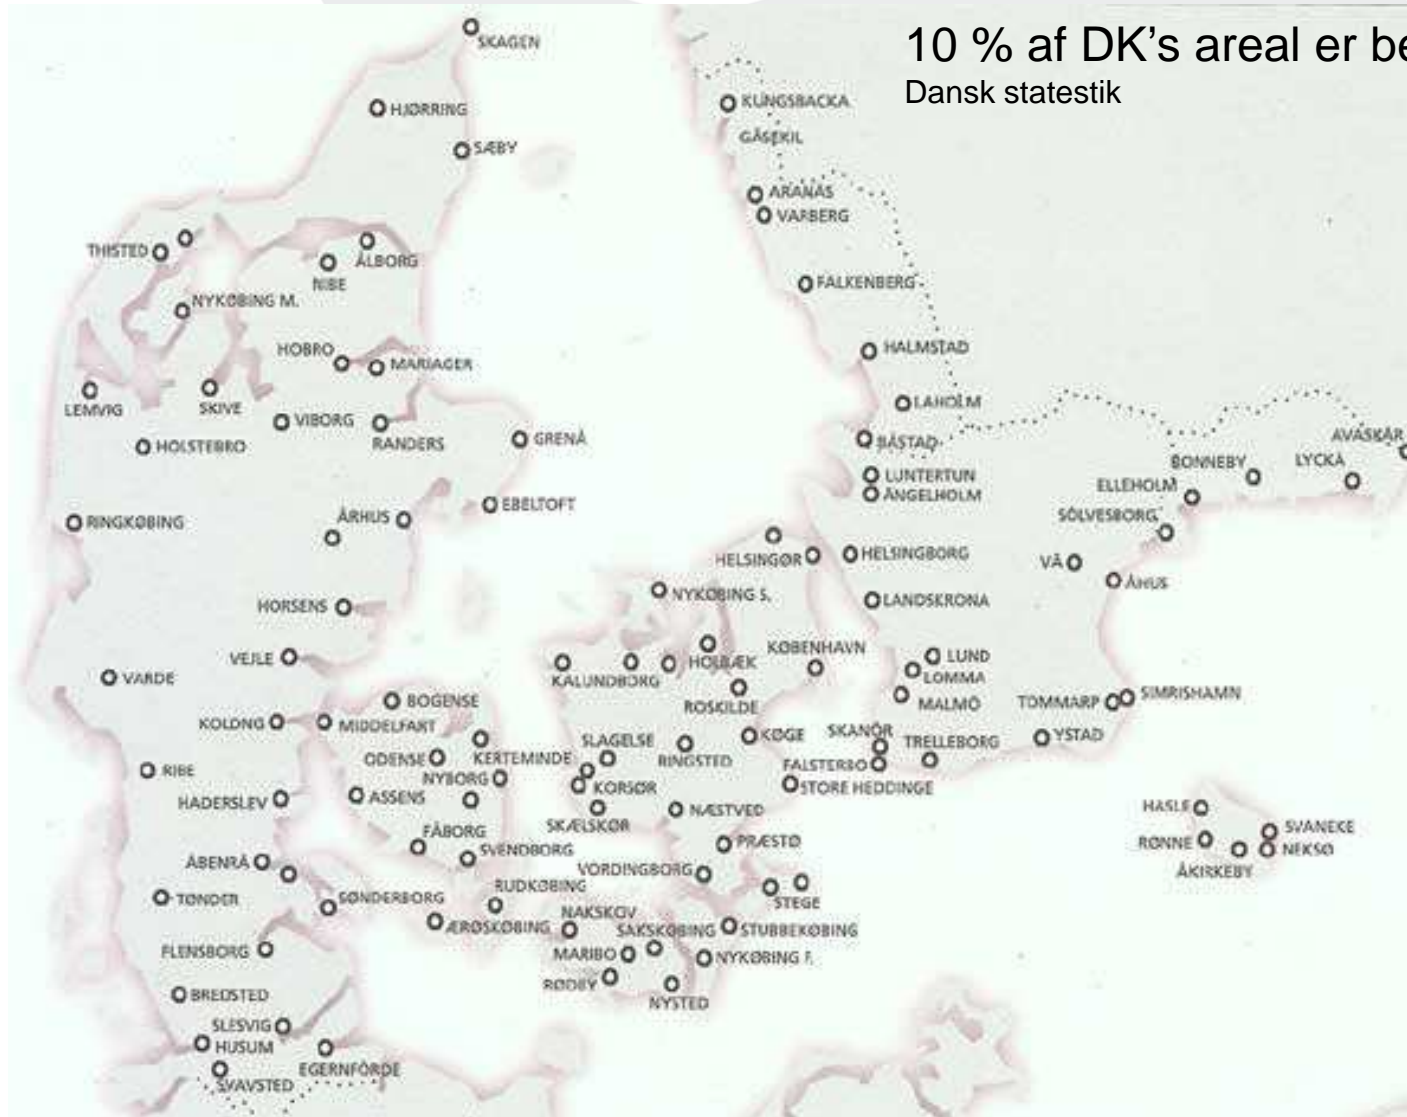 10 % af DK's areal er be
Dansk statestik
SKAGEN
HJØRRING
SÆBY
KUNGSBACKA
GÅSEKIL
ARANÄS
VARBERG
THISTED
ÅLBORG
NIBE
NYKØBING M.
FALKENBERG
HOBRO
MARIAGER
HALMSTAD
LEMVIG
SKIVE
VIBORG
RANDERS
LAHOLM
HOLSTEBRO
GRENÅ
BÅSTAD
AVASKÄR
LUNTERTUN
BONNEBY
LYCKÅ
ÄNGELHOLM
ELLEHOLM
EBELTOFT
RINGKØBING
ÅRHUS
SÖLVESBORG
HELSINGØR
HELSINGBORG
VÄ
ÅHUS
NYKØBING S.
LANDSKRONA
HORSENS
VEJLE
HOLBÆK
KØBENHAVN
LUND
LOMMA
VARDE
KALUNDBORG
BOGENSE
ROSKILDE
MALMÖ
TOMMARP
SIMRISHAMN
KOLDNG
MIDDELFART
KØGE
SKANÖR
TRELLEBORG
YSTAD
SLAGELSE
RINGSTED
ODENSE
KERTEMINDE
FALSTERBO
RIBE
NYBORG
KORSØR
STORE HEDDINGE
HADERSLEV
ASSENS
SKÆLSKØR
NÆSTVED
HASLE
SVANEKE
FÅBORG
PRÆSTØ
RØNNE
NEKSØ
SVENDBORG
ÅBENRÅ
VORDINGBORG
ÅKIRKEBY
RUDKØBING
TØNDER
SØNDERBORG
STEGE
NAKSKOV
ÆRØSKØBING
SAKSKØBING
STUBBEKØBING
FLENSBORG
MARIBO
NYKØBING F.
RØDBY
NYSTED
BREDSTED
SLESVIG
HUSUM
EGERNFÖRDE
SVAVSTED